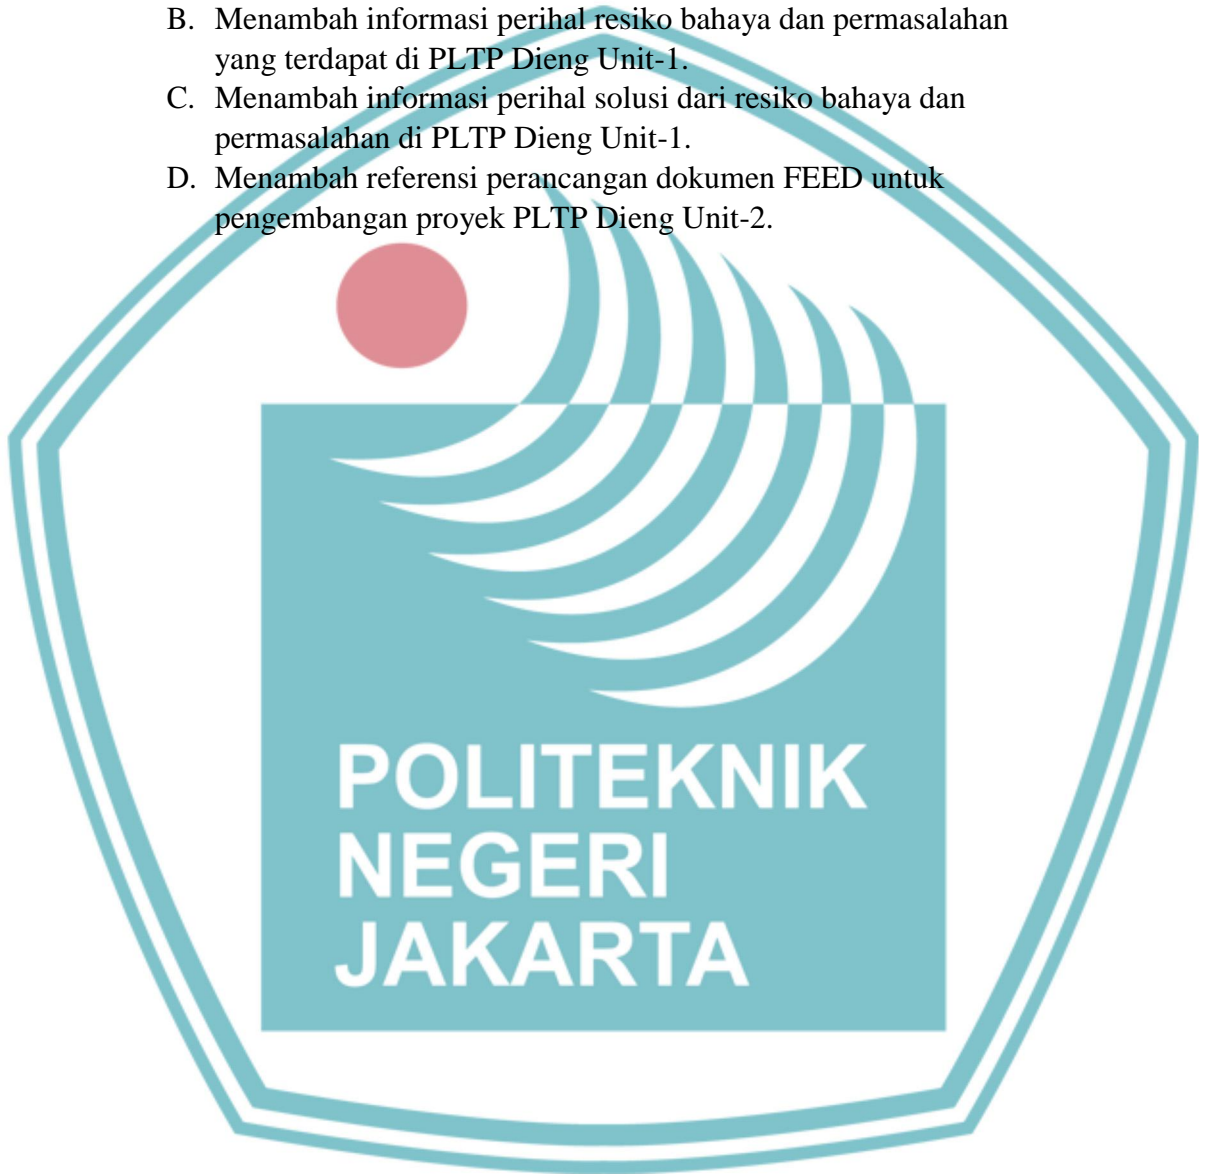 B. Menambah informasi perihal resiko bahaya dan permasalahan
yang terdapat di PLTP Dieng Unit-1.
C. Menambah informasi perihal solusi dari resiko bahaya dan
permasalahan di PLTP Dieng Unit-1.
D. Menambah referensi perancangan dokumen FEED untuk
pengembangan proyek PLTP Dieng Unit-2.
POLITEKNIK
NEGERI
JAKARTA